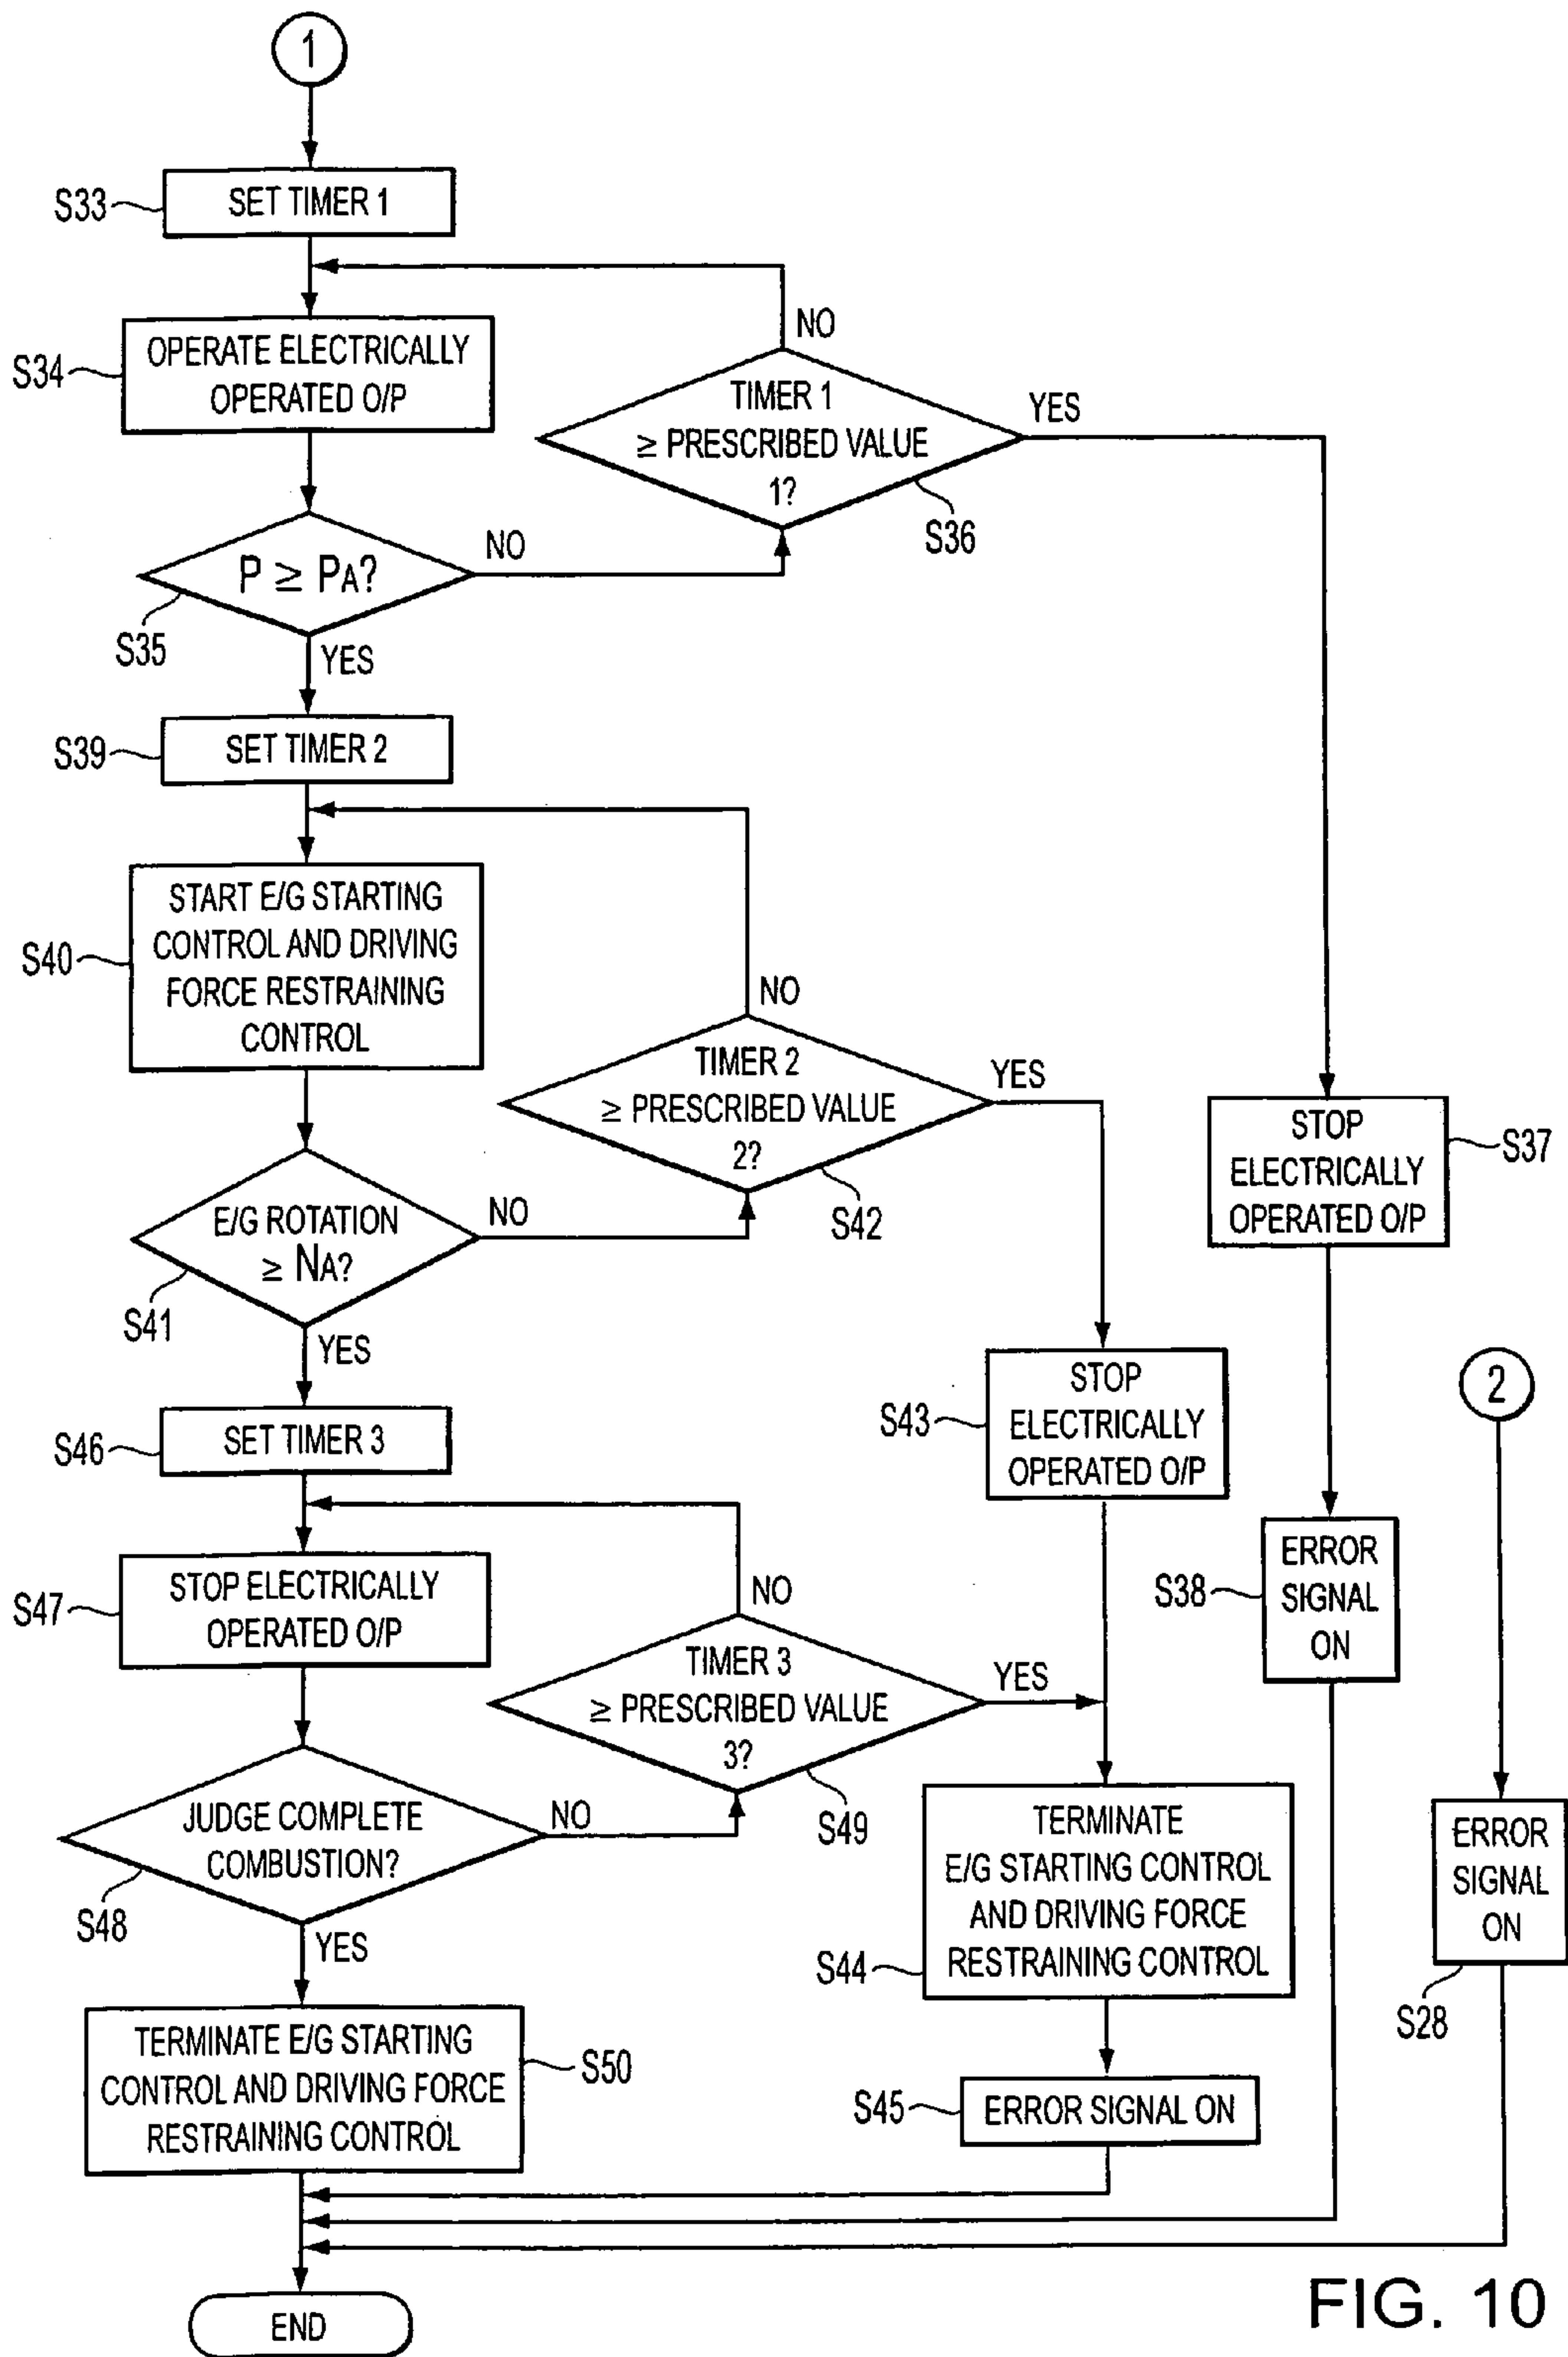 1
S33
SET TIMER 1
S34
OPERATE ELECTRICALLY
OPERATED O/P
NO
TIMER 1
≥ PRESCRIBED VALUE
1?
YES
S36
P ≥ PA?
NO
S35
YES
S39
SET TIMER 2
S40
START E/G STARTING
CONTROL AND DRIVING
FORCE RESTRAINING
CONTROL
NO
TIMER 2
≥ PRESCRIBED VALUE
2?
YES
S42
STOP
ELECTRICALLY
OPERATED O/P
S37
E/G ROTATION
≥ NA?
NO
S41
YES
S43
STOP
ELECTRICALLY
OPERATED O/P
2
S46
SET TIMER 3
S47
STOP ELECTRICALLY
OPERATED O/P
NO
TIMER 3
≥ PRESCRIBED VALUE
3?
YES
S49
S38
ERROR
SIGNAL
ON
JUDGE COMPLETE
COMBUSTION?
NO
S48
YES
S44
TERMINATE
E/G STARTING CONTROL
AND DRIVING FORCE
RESTRAINING CONTROL
ERROR
SIGNAL
ON
S28
TERMINATE E/G STARTING
CONTROL AND DRIVING FORCE
RESTRAINING CONTROL
S50
S45
ERROR SIGNAL ON
END
FIG. 10